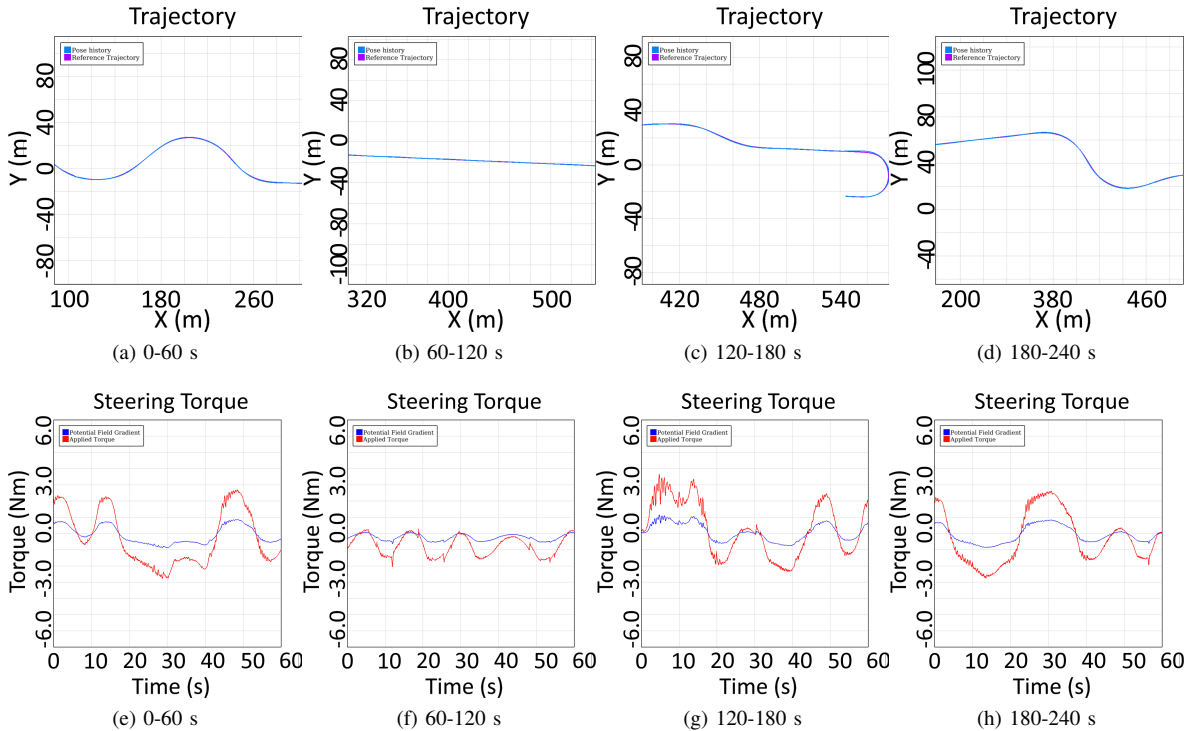 Trajectory
Pose history
Reference Trajectory
Y (m)
80
40
0
-40
-80
100
180
260
X (m)
(a) 0-60 s
Trajectory
Pose history
Reference Trajectory
Y (m)
80
40
0
-40
-80
-100
320
400
500
X (m)
(b) 60-120 s
Trajectory
Pose history
Reference Trajectory
Y (m)
80
40
0
-40
-80
420
480
540
X (m)
(c) 120-180 s
Trajectory
Pose history
Reference Trajectory
Y (m)
100
80
40
0
-40
200
380
460
X (m)
(d) 180-240 s
Steering Torque
Potential Field Gradient
Applied Torque
Torque (Nm)
6.0
3.0
0.0
-3.0
-6.0
0 10 20 30 40 50 60
Time (s)
(e) 0-60 s
Steering Torque
Potential Field Gradient
Applied Torque
Torque (Nm)
6.0
3.0
0.0
-3.0
-6.0
0 10 20 30 40 50 60
Time (s)
(f) 60-120 s
Steering Torque
Potential Field Gradient
Applied Torque
Torque (Nm)
6.0
3.0
0.0
-3.0
-6.0
0 10 20 30 40 50 60
Time (s)
(g) 120-180 s
Steering Torque
Potential Field Gradient
Applied Torque
Torque (Nm)
6.0
3.0
0.0
-3.0
-6.0
0 10 20 30 40 50 60
Time (s)
(h) 180-240 s